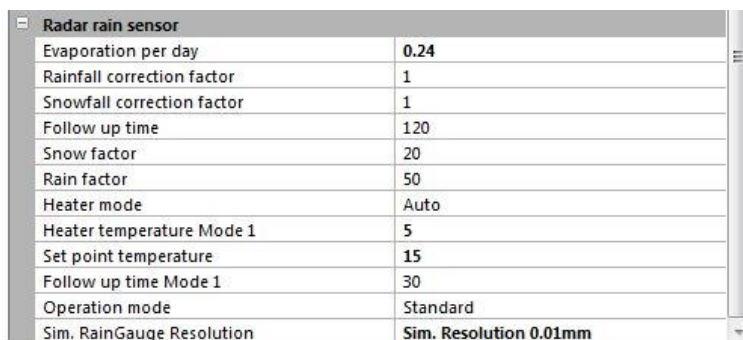 Radar rain sensor
Evaporation per day 0.24
Rainfall correction factor 1
Snowfall correction factor 1
Follow up time 120
Snow factor 20
Rain factor 50
Heater mode Auto
Heater temperature Mode 1 5
Set point temperature 15
Follow up time Mode 1 30
Operation mode Standard
Sim. RainGauge Resolution Sim. Resolution 0.01mm